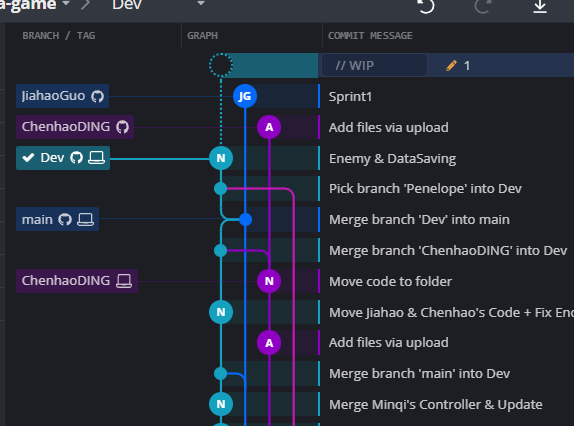 a-game Dev
BRANCH / TAG GRAPH COMMIT MESSAGE
// WIP 1
JiahaoGuo JG Sprint1
ChenhaoDING A Add files via upload
Dev N Enemy & DataSaving
Pick branch 'Penelope' into Dev
main Merge branch 'Dev' into main
Merge branch 'ChenhaoDING' into Dev
ChenhaoDING N Move code to folder
N Move Jiahao & Chenhao's Code + Fix
A Add files via upload
Merge branch 'main' into Dev
N Merge Minqi's Controller & Update